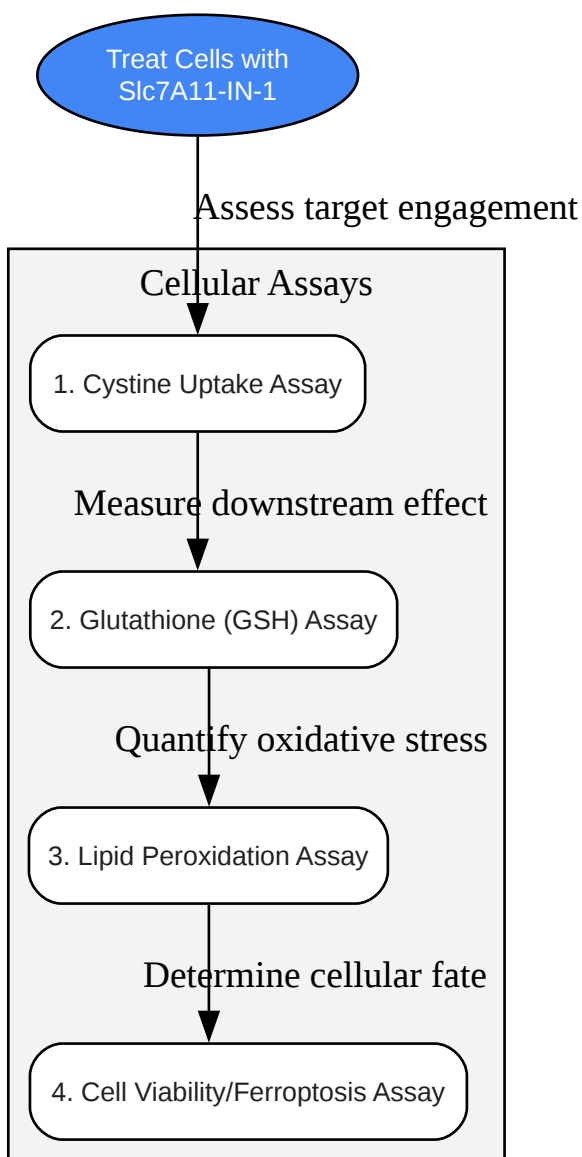 Treat Cells with
Slc7A11-IN-1
Assess target engagement
Cellular Assays
1. Cystine Uptake Assay
Measure downstream effect
2. Glutathione (GSH) Assay
Quantify oxidative stress
3. Lipid Peroxidation Assay
Determine cellular fate
4. Cell Viability/Ferroptosis Assay